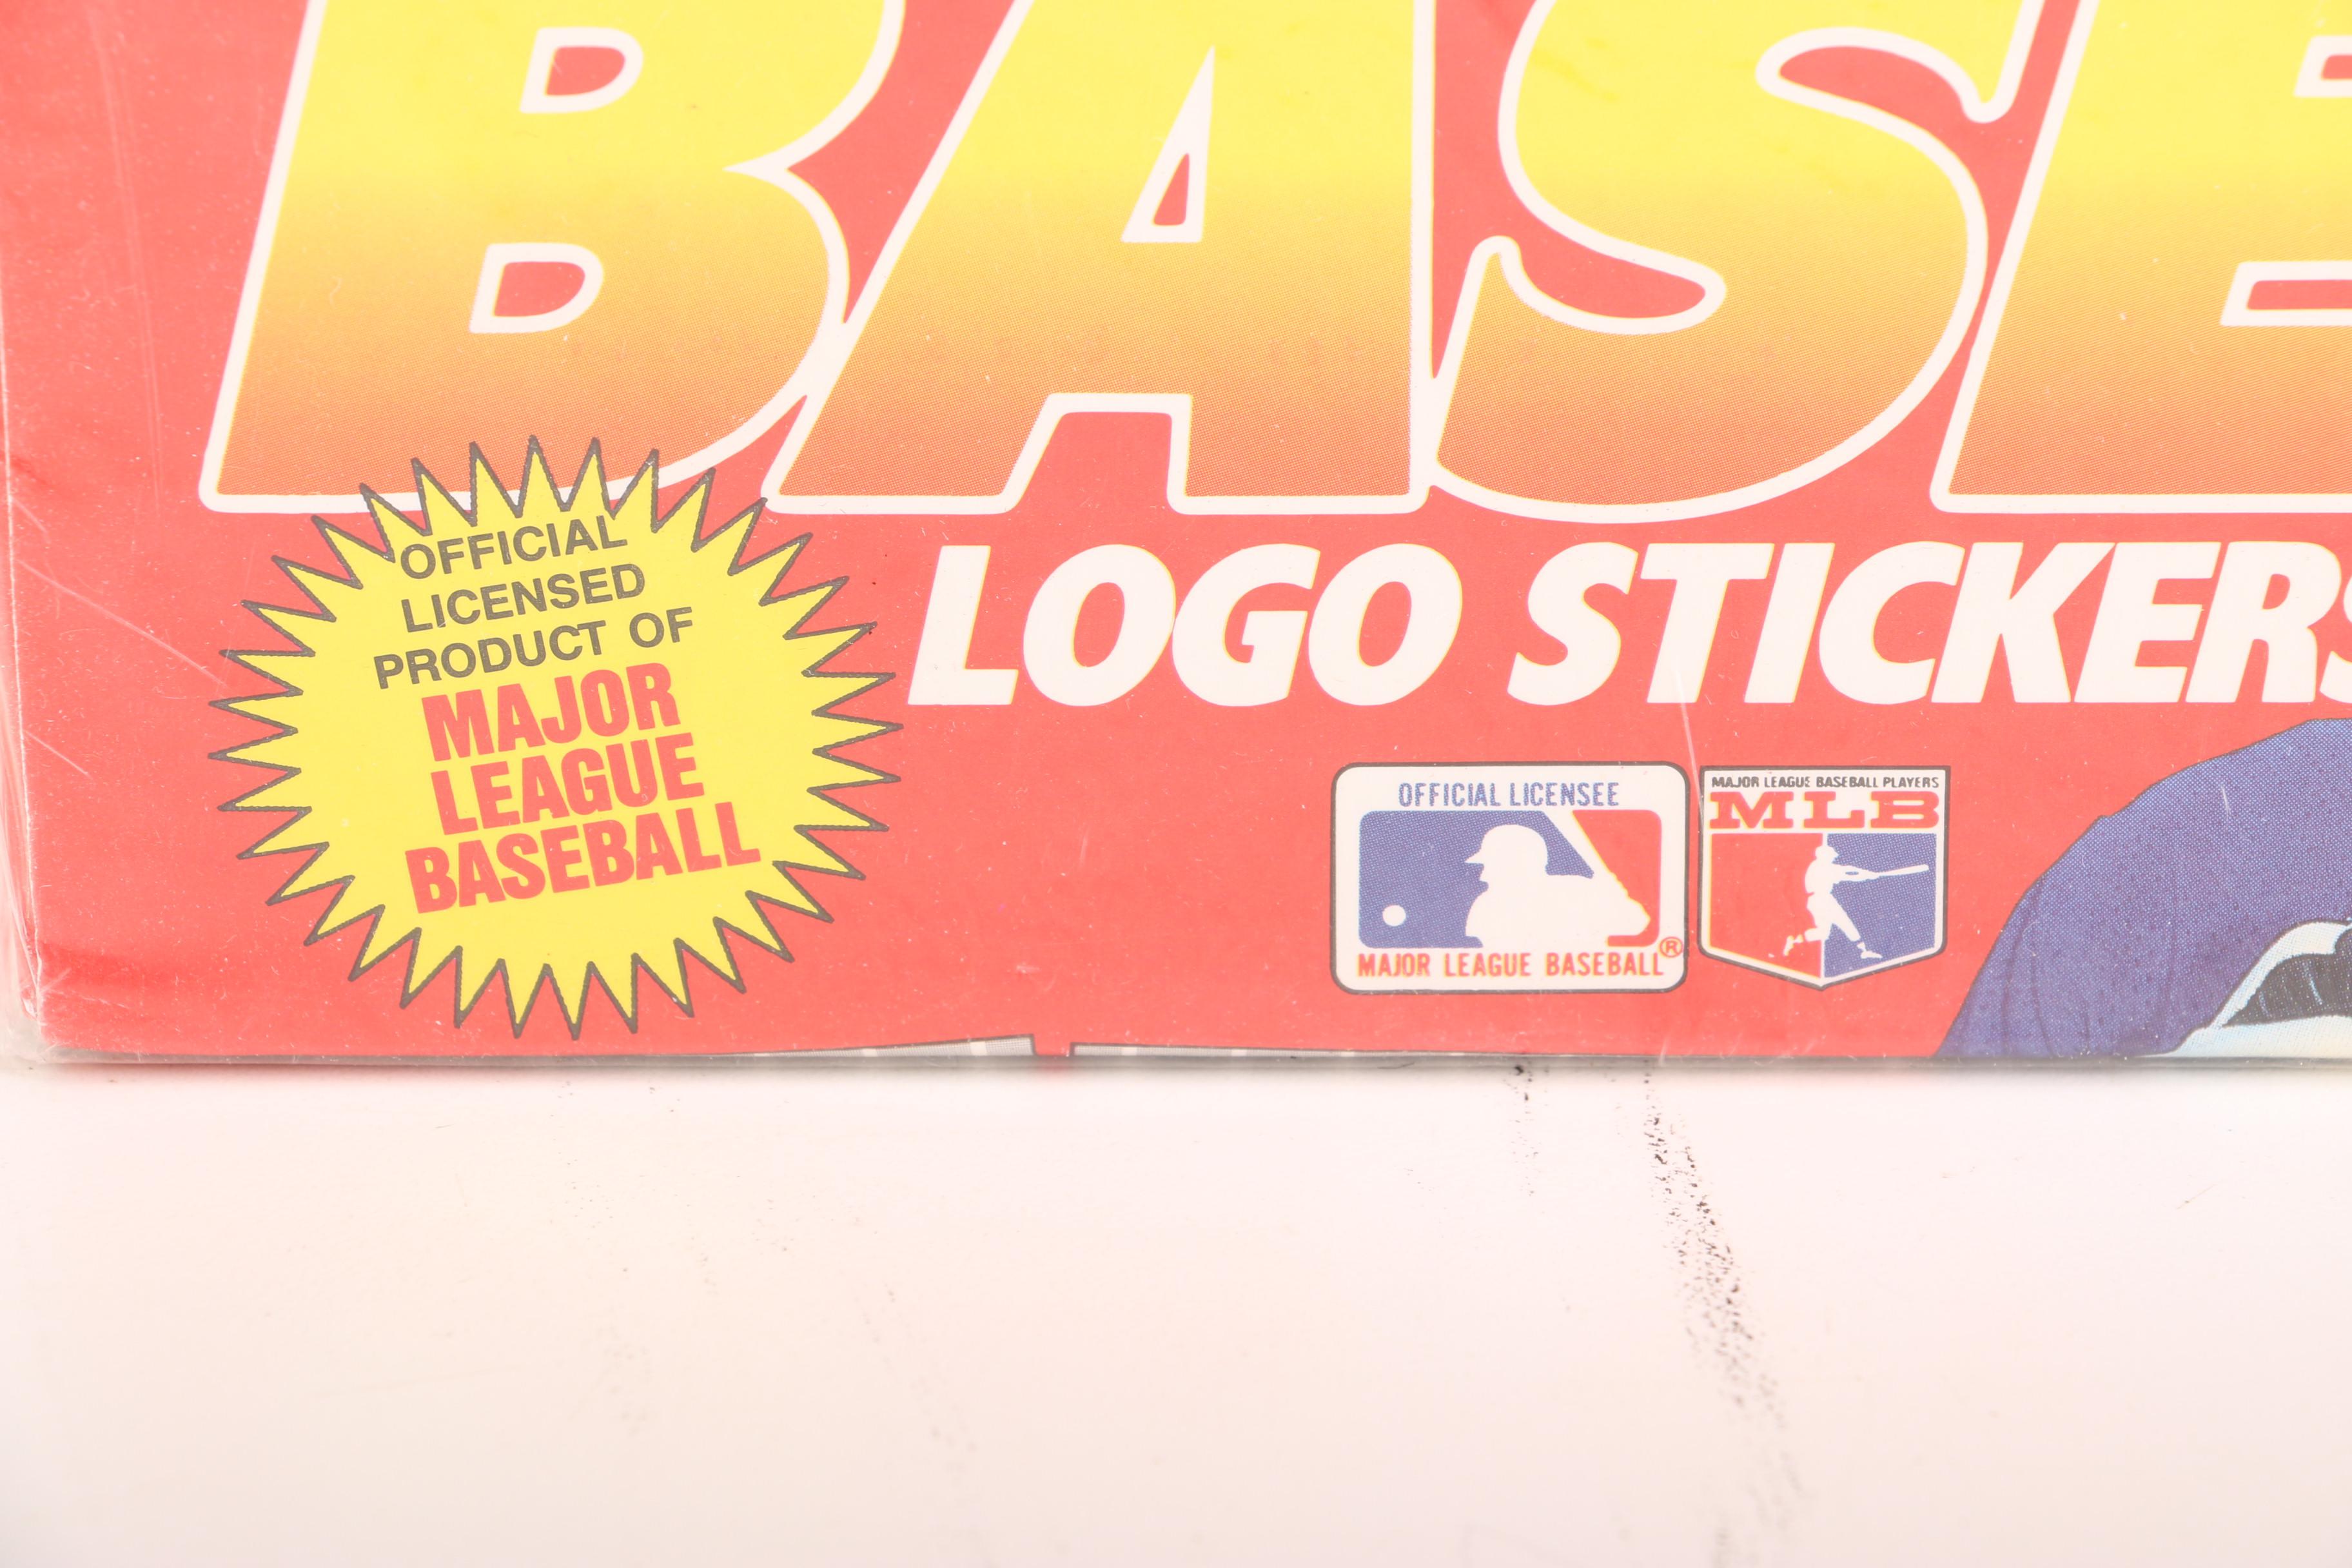 BASE
LOGO STICKERS
OFFICIAL
LICENSED
PRODUCT OF
MAJOR
LEAGUE
BASEBALL
OFFICIAL LICENSEE
MAJOR LEAGUE BASEBALL®
MAJOR LEAGUE BASEBALL PLAYERS
MLB